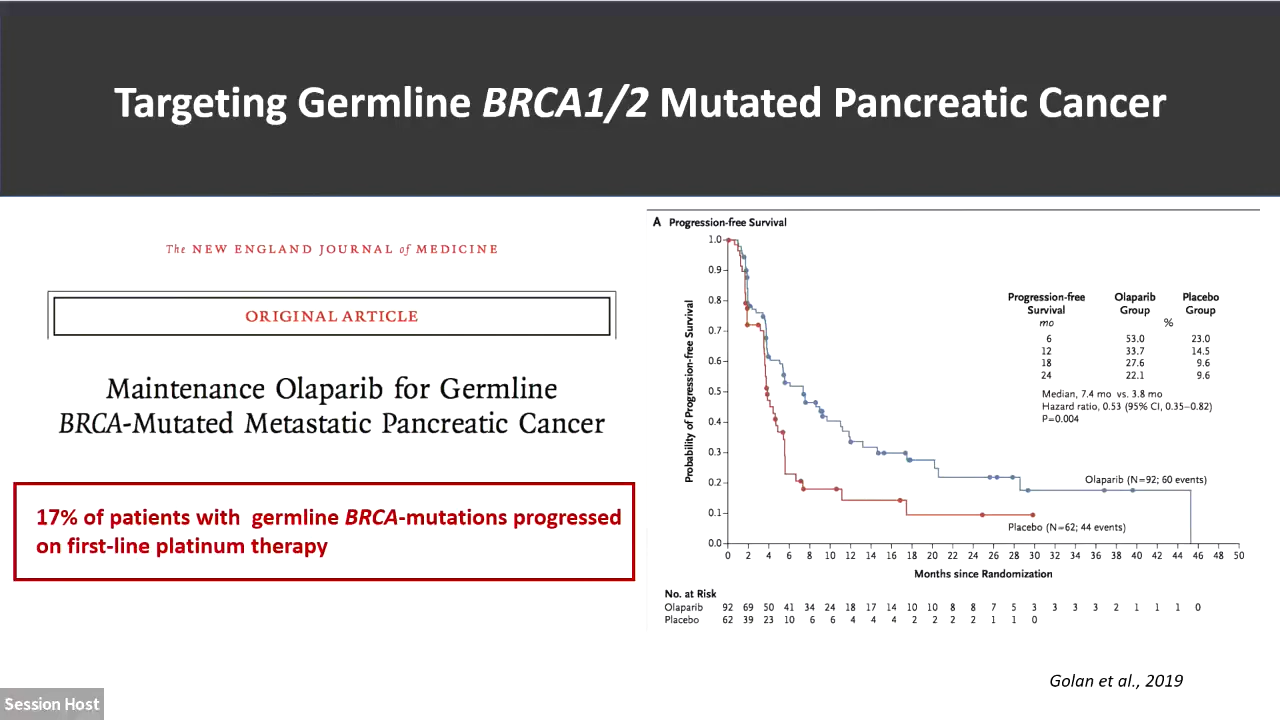 Targeting Germline BRCA1/2 Mutated Pancreatic Cancer
The NEW ENGLAND JOURNAL of MEDICINE
ORIGINAL ARTICLE
Maintenance Olaparib for Germline
BRCA-Mutated Metastatic Pancreatic Cancer
17% of patients with germline BRCA-mutations progressed
on first-line platinum therapy
A Progression-free Survival
Probability of Progression-free Survival
1.0
0.9
0.8
0.7
0.6
0.5
0.4
0.3
0.2
0.1
0.0
Progression-free Olaparib Placebo
Survival Group Group
mo %
6 53.0 23.0
12 33.7 14.5
18 27.6 9.6
24 22.1 9.6
Median, 7.4 mo vs. 3.8 mo
Hazard ratio, 0.53 (95% CI, 0.35–0.82)
P=0.004
Olaparib (N=92; 60 events)
Placebo (N=62; 44 events)
0 2 4 6 8 10 12 14 16 18 20 22 24 26 28 30 32 34 36 38 40 42 44 46 48 50
Months since Randomization
No. at Risk
Olaparib 92 69 50 41 34 24 18 17 14 10 10 8 8 7 5 3 3 3 3 2 1 1 1 0
Placebo 62 39 23 10 6 6 4 4 4 2 2 2 2 1 1 0
Golan et al., 2019
Session Host